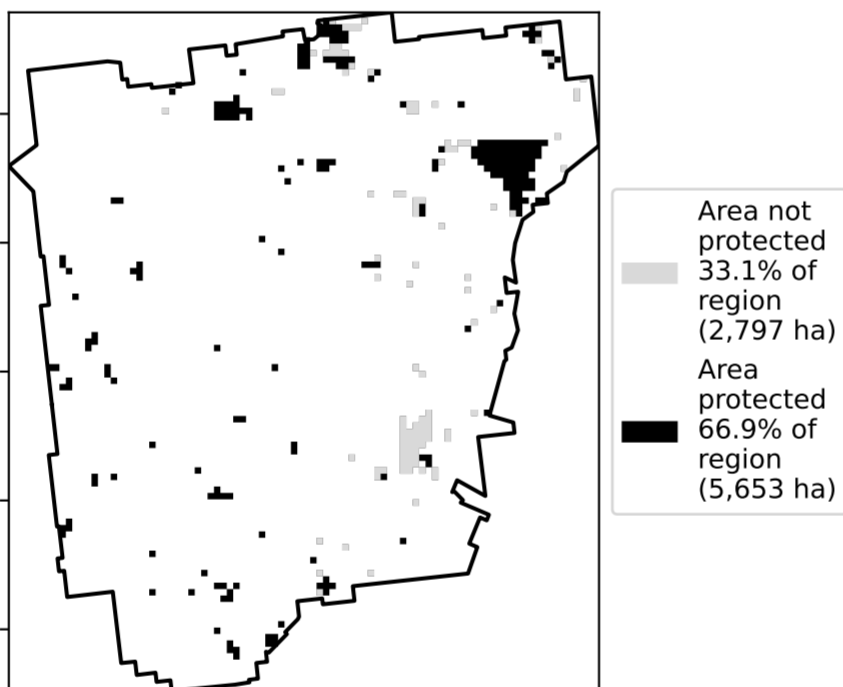 Area not
protected
33.1% of
region
(2,797 ha)
Area
protected
66.9% of
region
(5,653 ha)